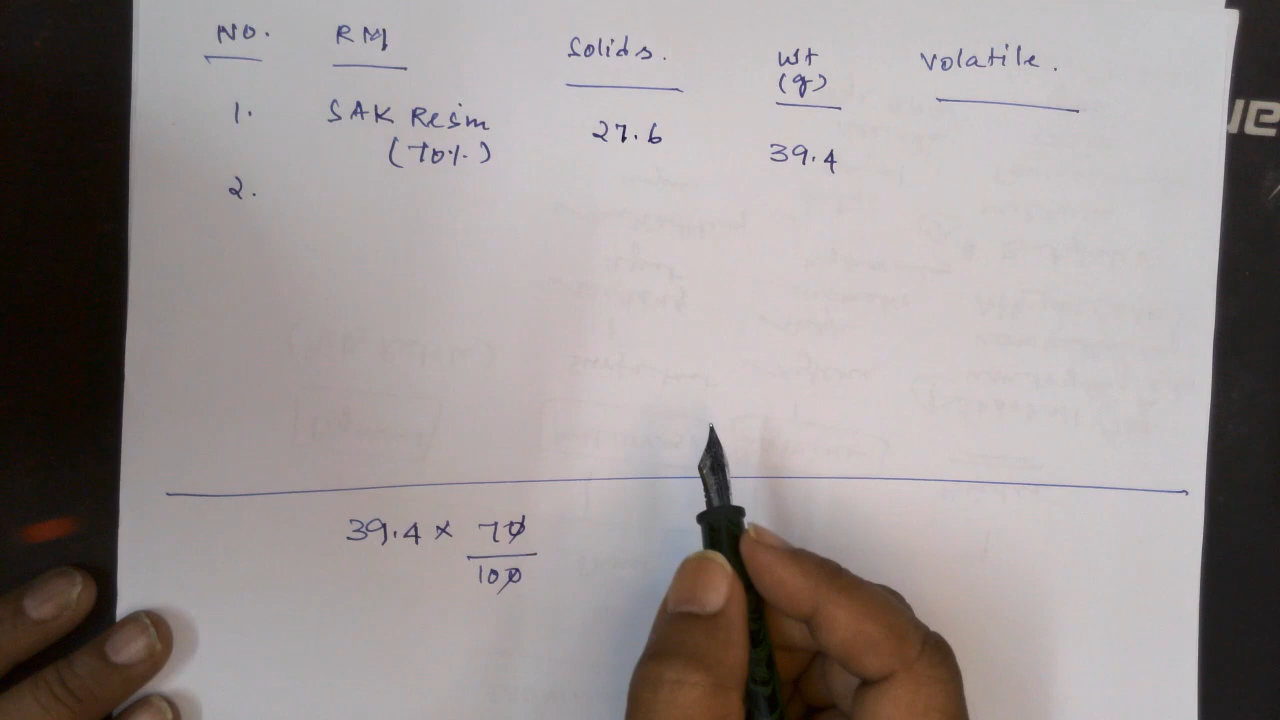 NO. RM Solids. Wt (g) Volatile.
1. SAK Resin (70%) 27.6 39.4
2.
39.4 × 70
100